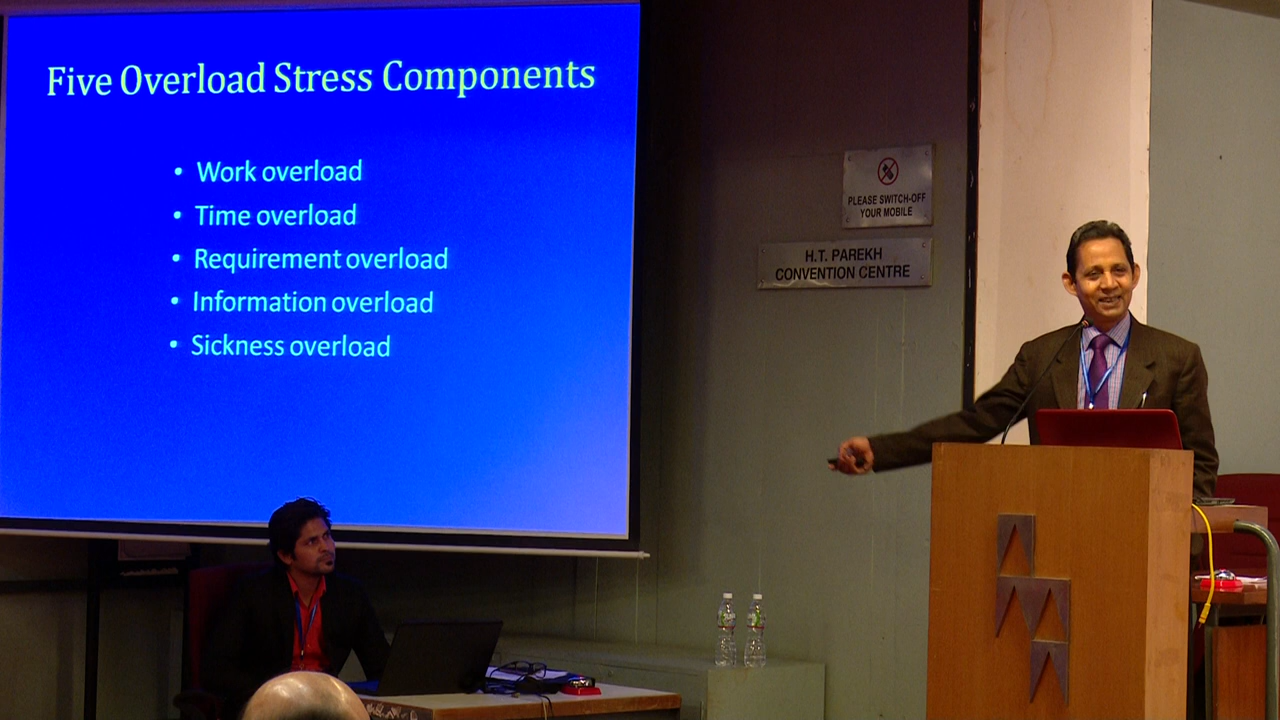 Five Overload Stress Components
• Work overload
• Time overload
• Requirement overload
• Information overload
• Sickness overload
PLEASE SWITCH-OFF
YOUR MOBILE
H.T. PAREKH
CONVENTION CENTRE